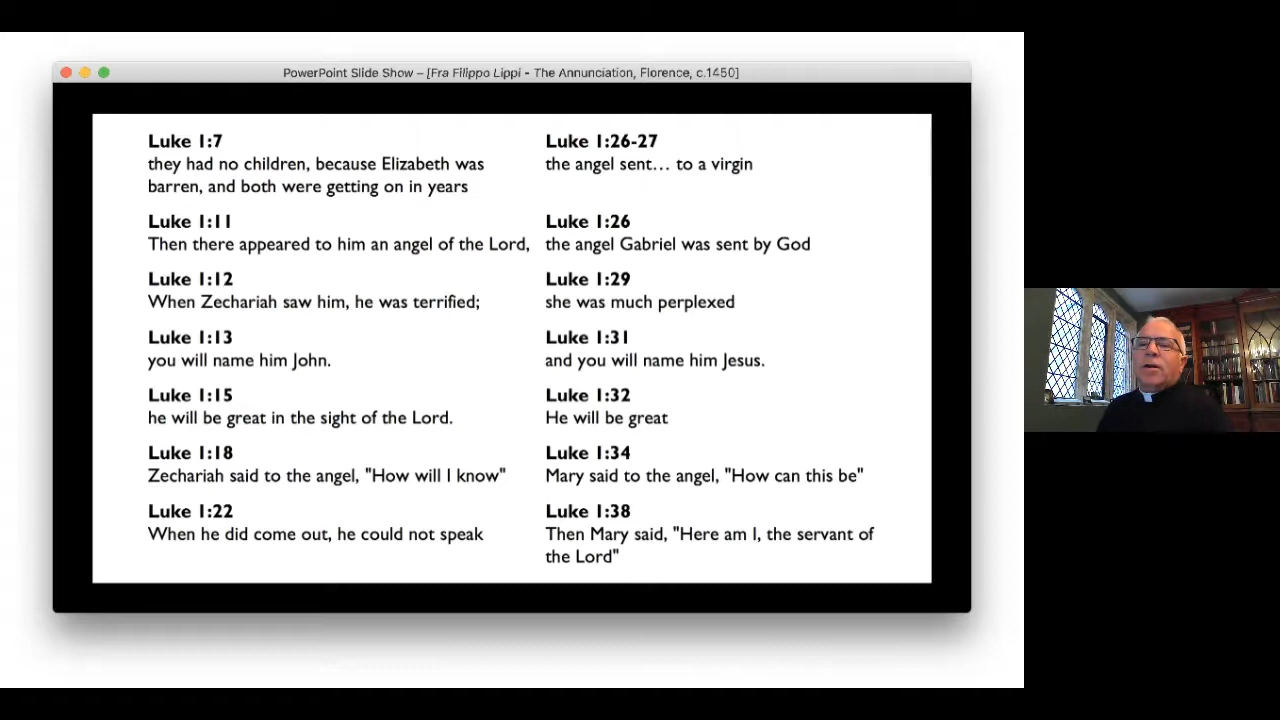 PowerPoint Slide Show – [Fra Filippo Lippi - The Annunciation, Florence, c.1450]
Luke 1:7
they had no children, because Elizabeth was
barren, and both were getting on in years
Luke 1:26-27
the angel sent… to a virgin
Luke 1:11
Then there appeared to him an angel of the Lord,
Luke 1:26
the angel Gabriel was sent by God
Luke 1:12
When Zechariah saw him, he was terrified;
Luke 1:29
she was much perplexed
Luke 1:13
you will name him John.
Luke 1:31
and you will name him Jesus.
Luke 1:15
he will be great in the sight of the Lord.
Luke 1:32
He will be great
Luke 1:18
Zechariah said to the angel, "How will I know"
Luke 1:34
Mary said to the angel, "How can this be"
Luke 1:22
When he did come out, he could not speak
Luke 1:38
Then Mary said, "Here am I, the servant of
the Lord"